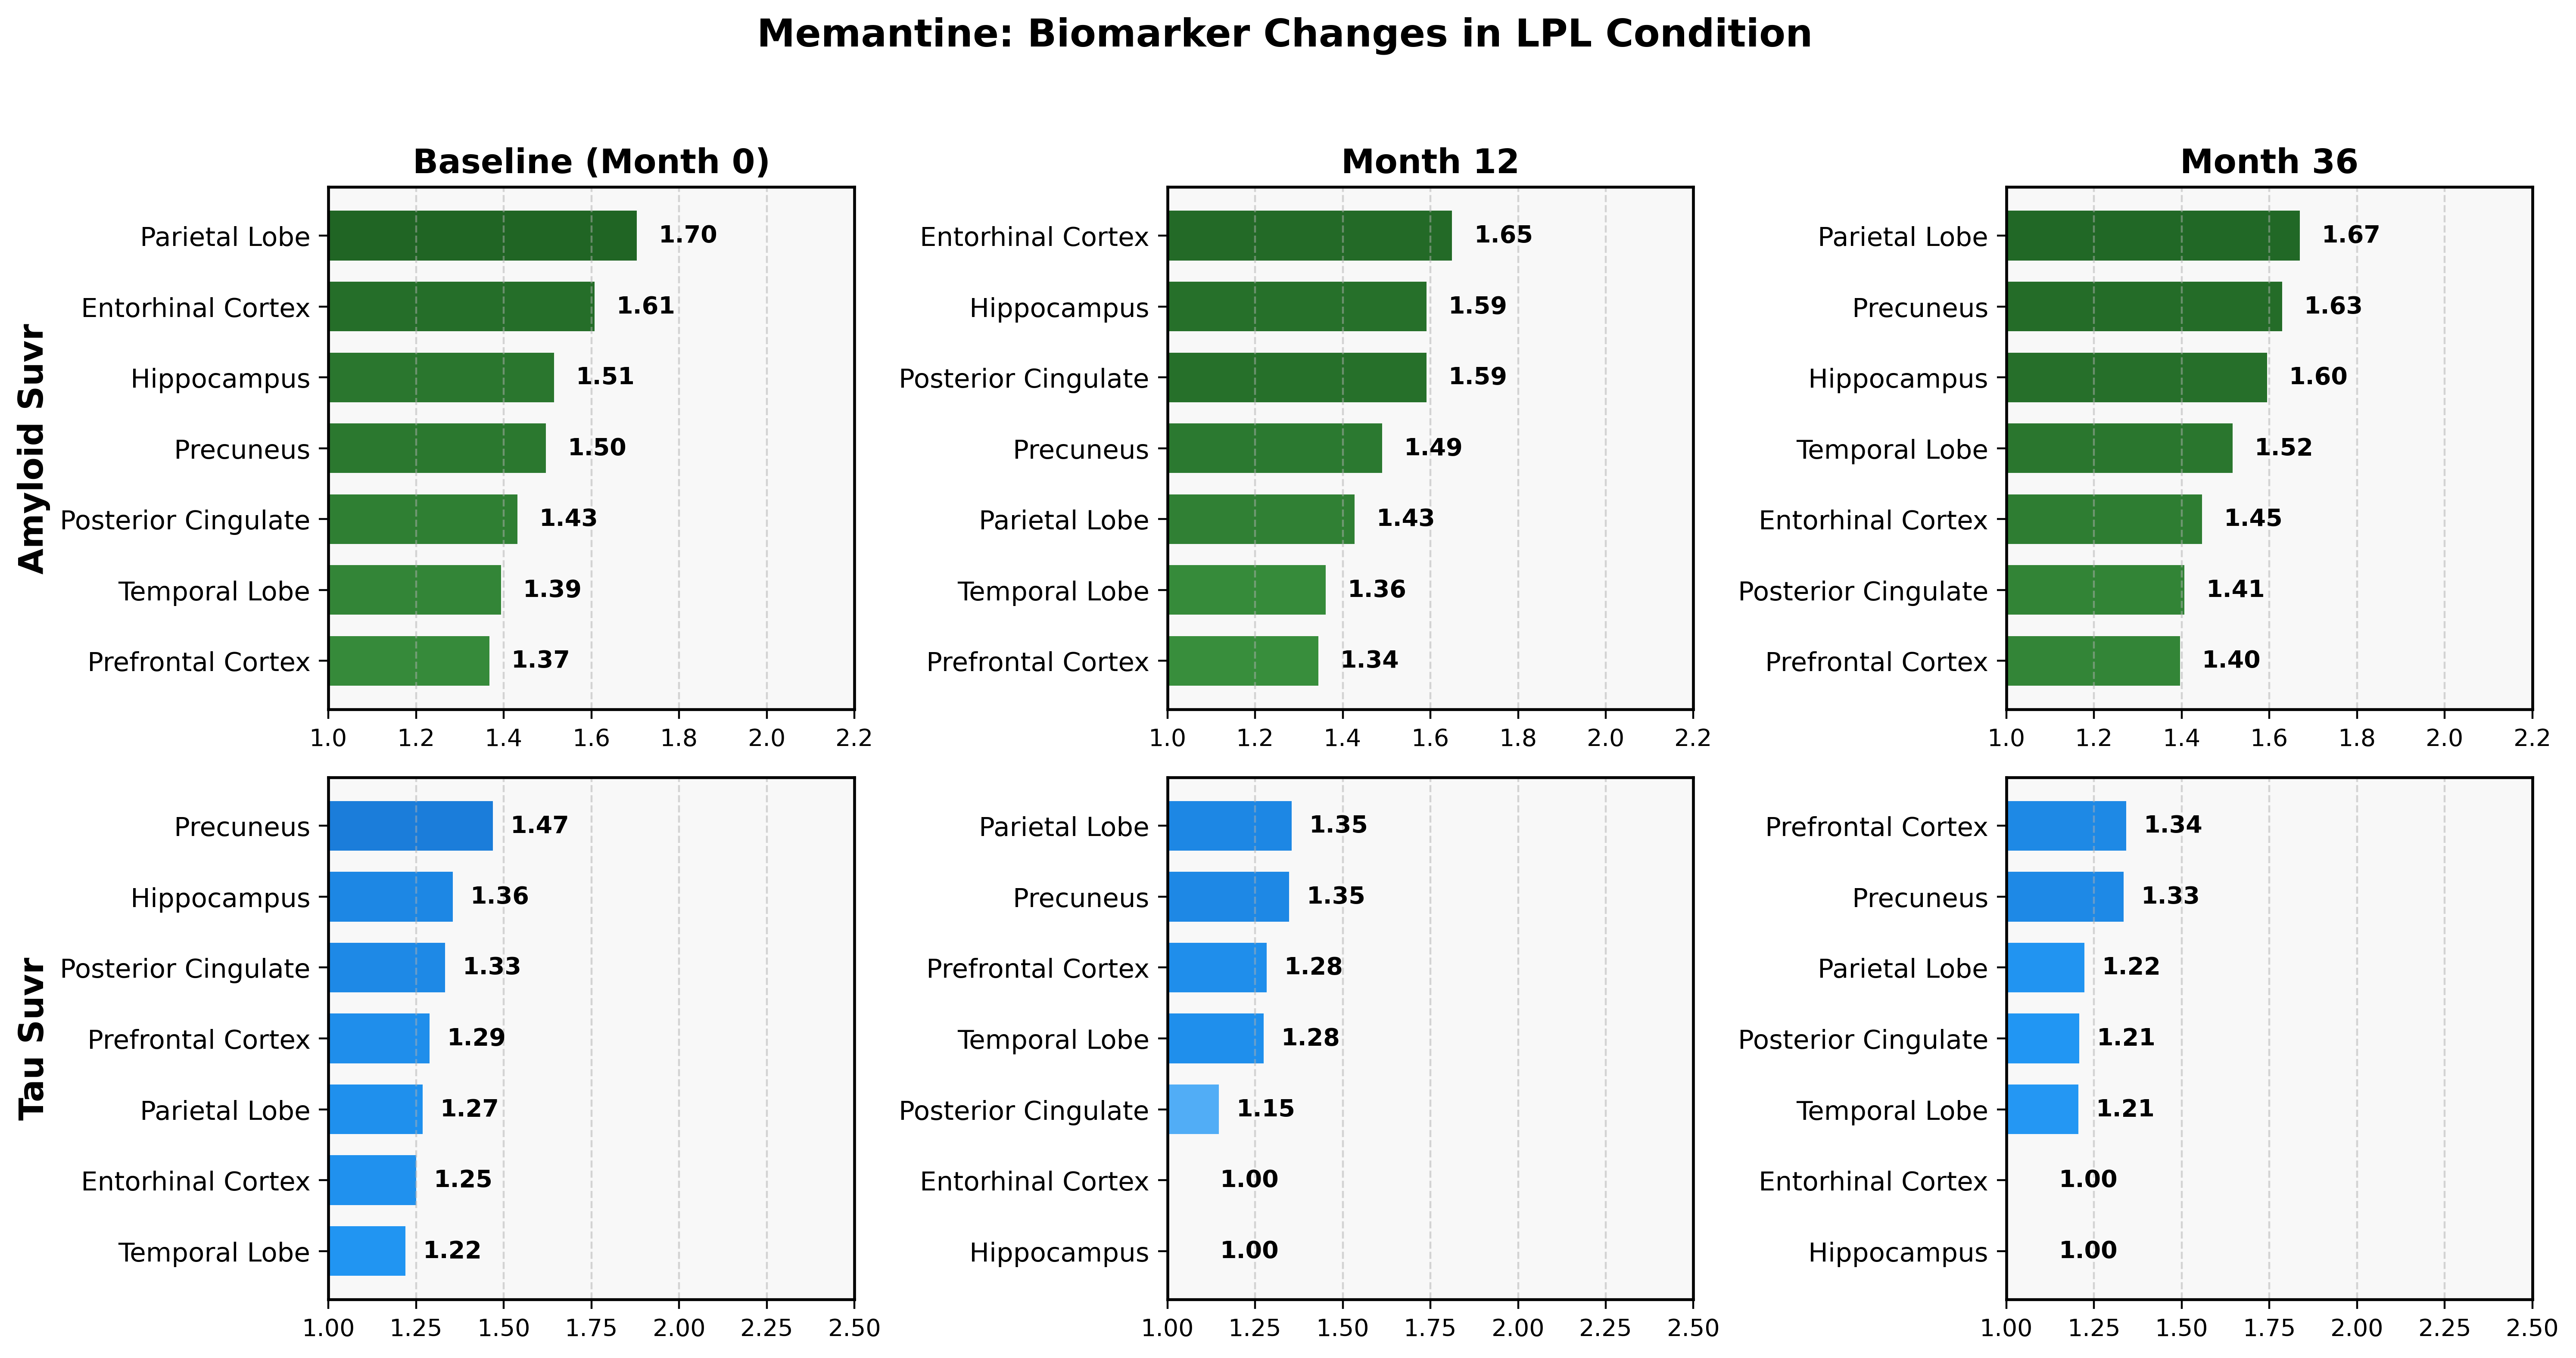 Memantine: Biomarker Changes in LPL Condition
Baseline (Month 0)
Amyloid Suvr
Parietal Lobe 1.70
Entorhinal Cortex 1.61
Hippocampus 1.51
Precuneus 1.50
Posterior Cingulate 1.43
Temporal Lobe 1.39
Prefrontal Cortex 1.37
1.0 1.2 1.4 1.6 1.8 2.0 2.2
Month 12
Entorhinal Cortex 1.65
Hippocampus 1.59
Posterior Cingulate 1.59
Precuneus 1.49
Parietal Lobe 1.43
Temporal Lobe 1.36
Prefrontal Cortex 1.34
1.0 1.2 1.4 1.6 1.8 2.0 2.2
Month 36
Parietal Lobe 1.67
Precuneus 1.63
Hippocampus 1.60
Temporal Lobe 1.52
Entorhinal Cortex 1.45
Posterior Cingulate 1.41
Prefrontal Cortex 1.40
1.0 1.2 1.4 1.6 1.8 2.0 2.2
Tau Suvr
Precuneus 1.47
Hippocampus 1.36
Posterior Cingulate 1.33
Prefrontal Cortex 1.29
Parietal Lobe 1.27
Entorhinal Cortex 1.25
Temporal Lobe 1.22
1.00 1.25 1.50 1.75 2.00 2.25 2.50
Parietal Lobe 1.35
Precuneus 1.35
Prefrontal Cortex 1.28
Temporal Lobe 1.28
Posterior Cingulate 1.15
Entorhinal Cortex 1.00
Hippocampus 1.00
1.00 1.25 1.50 1.75 2.00 2.25 2.50
Prefrontal Cortex 1.34
Precuneus 1.33
Parietal Lobe 1.22
Posterior Cingulate 1.21
Temporal Lobe 1.21
Entorhinal Cortex 1.00
Hippocampus 1.00
1.00 1.25 1.50 1.75 2.00 2.25 2.50